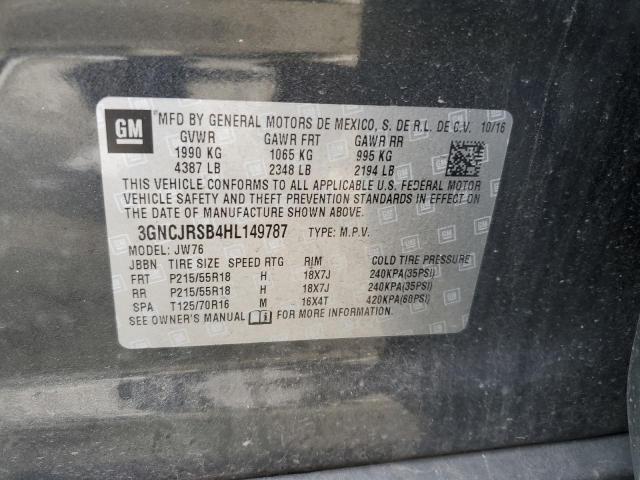 GM
MFD BY GENERAL MOTORS DE MEXICO, S. DE R.L. DE C.V. 10/16
GVWR GAWR FRT GAWR RR
1990 KG 1065 KG 995 KG
4387 LB 2348 LB 2194 LB
THIS VEHICLE CONFORMS TO ALL APPLICABLE U.S. FEDERAL MOTOR
VEHICLE SAFETY AND THEFT PREVENTION STANDARDS IN EFFECT ON
THE DATE OF MANUFACTURE SHOWN ABOVE.
3GNCJRSB4HL149787 TYPE: M.P.V.
MODEL: JW76
JBBN TIRE SIZE SPEED RTG RIM COLD TIRE PRESSURE
FRT P215/55R18 H 18X7J 240KPA(35PSI)
RR P215/55R18 H 18X7J 240KPA(35PSI)
SPA T125/70R16 M 16X4T 420KPA(60PSI)
SEE OWNER'S MANUAL FOR MORE INFORMATION.